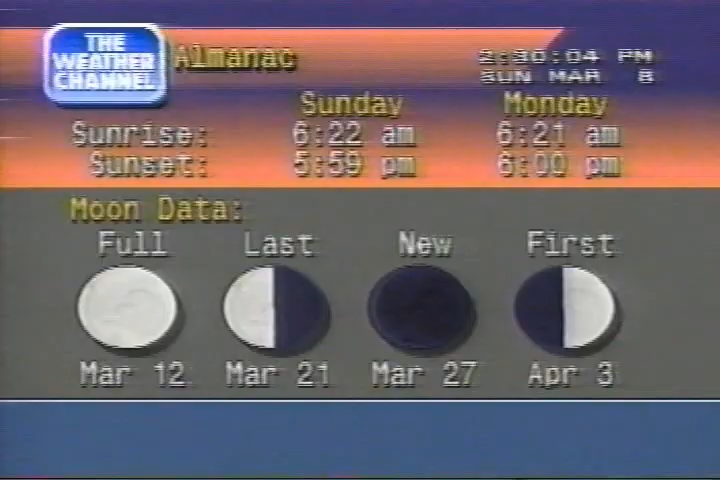 THE
WEATHER
CHANNEL
Almanac
2:30:04 PM
SUN MAR 8
Sunday Monday
Sunrise: 6:22 am 6:21 am
Sunset: 5:59 pm 6:00 pm
Moon Data:
Full Last New First
Mar 12 Mar 21 Mar 27 Apr 3